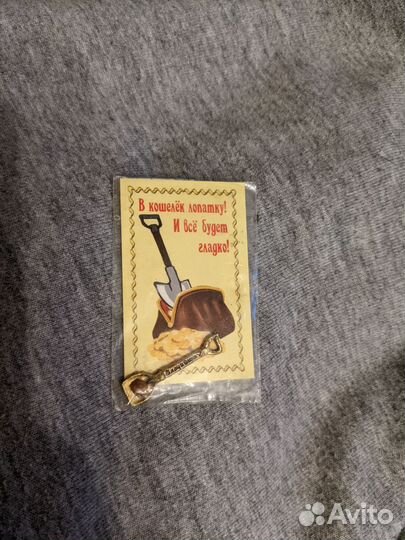 В кошелёк лопатку!
И всё будет
гладко!
Avito